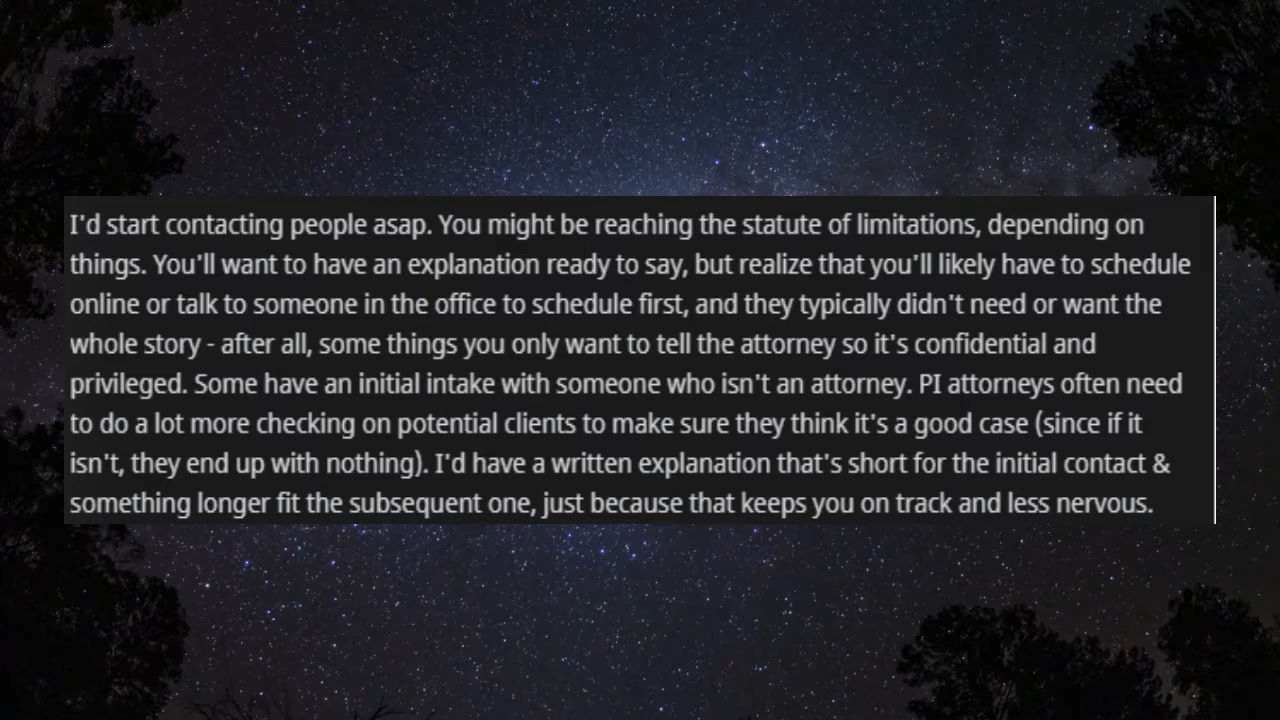 I'd start contacting people asap. You might be reaching the statute of limitations, depending on
things. You'll want to have an explanation ready to say, but realize that you'll likely have to schedule
online or talk to someone in the office to schedule first, and they typically didn't need or want the
whole story - after all, some things you only want to tell the attorney so it's confidential and
privileged. Some have an initial intake with someone who isn't an attorney. PI attorneys often need
to do a lot more checking on potential clients to make sure they think it's a good case (since if it
isn't, they end up with nothing). I'd have a written explanation that's short for the initial contact &
something longer fit the subsequent one, just because that keeps you on track and less nervous.